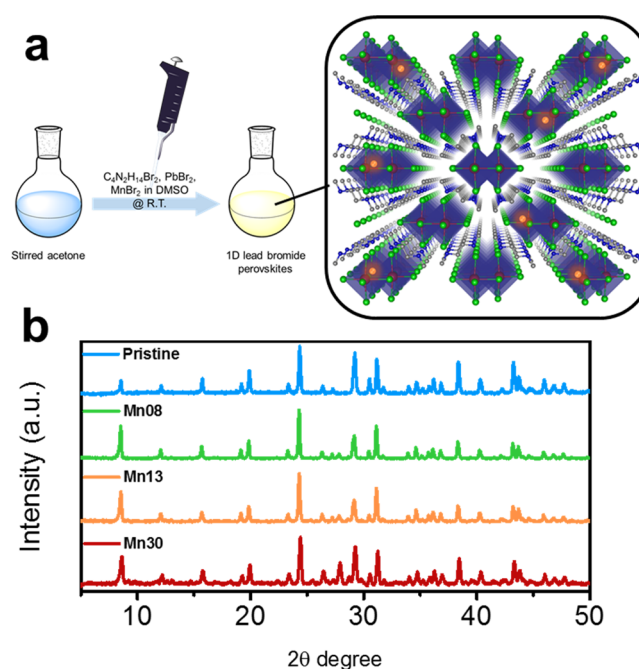 a
C₄N₂H₁₄Br₂, PbBr₂,
MnBr₂ in DMSO
@ R.T.
Stirred acetone
1D lead bromide
perovskites
b
Intensity (a.u.)
Pristine
Mn08
Mn13
Mn30
10 20 30 40 50
2θ degree